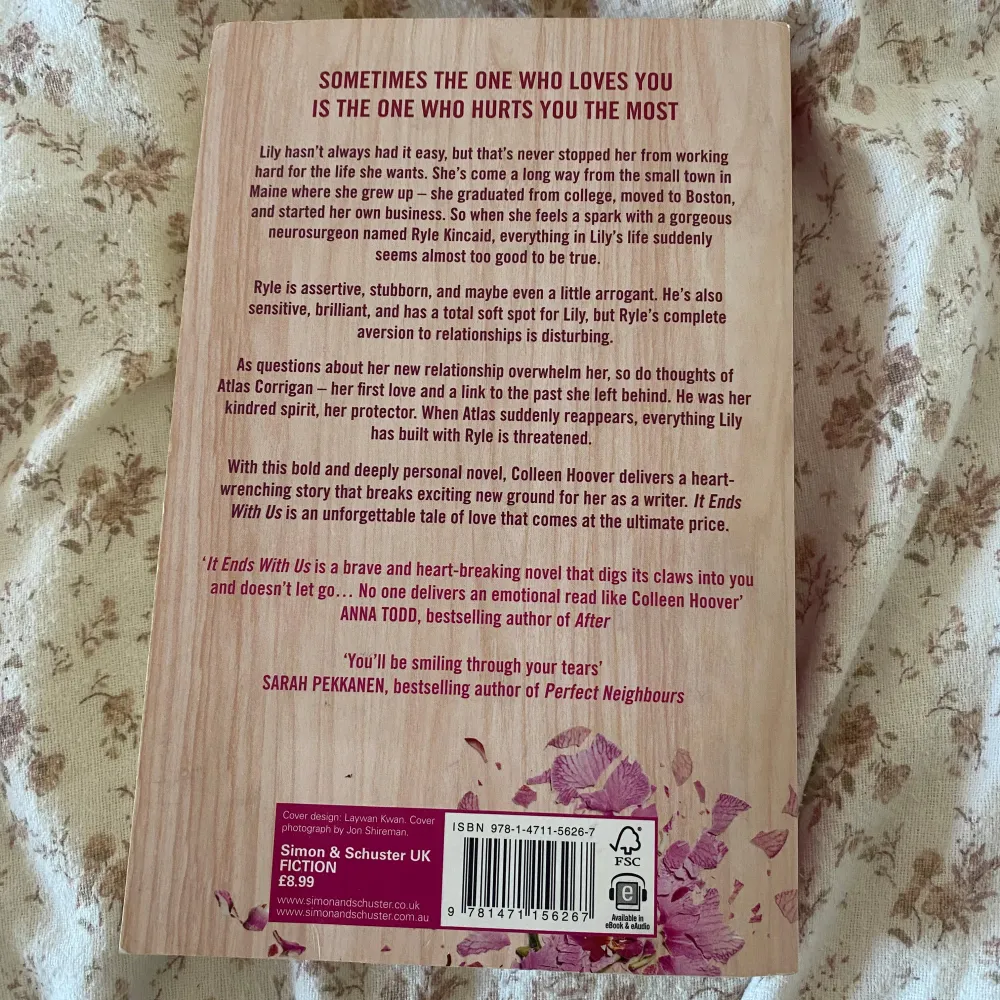 SOMETIMES THE ONE WHO LOVES YOU
IS THE ONE WHO HURTS YOU THE MOST
Lily hasn't always had it easy, but that's never stopped her from working
hard for the life she wants. She's come a long way from the small town in
Maine where she grew up – she graduated from college, moved to Boston,
and started her own business. So when she feels a spark with a gorgeous
neurosurgeon named Ryle Kincaid, everything in Lily's life suddenly
seems almost too good to be true.
Ryle is assertive, stubborn, and maybe even a little arrogant. He's also
sensitive, brilliant, and has a total soft spot for Lily, but Ryle's complete
aversion to relationships is disturbing.
As questions about her new relationship overwhelm her, so do thoughts of
Atlas Corrigan – her first love and a link to the past she left behind. He was her
kindred spirit, her protector. When Atlas suddenly reappears, everything Lily
has built with Ryle is threatened.
With this bold and deeply personal novel, Colleen Hoover delivers a heart-
wrenching story that breaks exciting new ground for her as a writer. It Ends
With Us is an unforgettable tale of love that comes at the ultimate price.
'It Ends With Us is a brave and heart-breaking novel that digs its claws into you
and doesn't let go… No one delivers an emotional read like Colleen Hoover'
ANNA TODD, bestselling author of After
'You'll be smiling through your tears'
SARAH PEKKANEN, bestselling author of Perfect Neighbours
Cover design: Laywan Kwan. Cover
photograph by Jon Shireman.
Simon & Schuster UK
FICTION
£8.99
www.simonandschuster.co.uk
www.simonandschuster.com.au
ISBN 978-1-4711-5626-7
9 781471 156267
FSC
e
Available in
eBook & eAudio